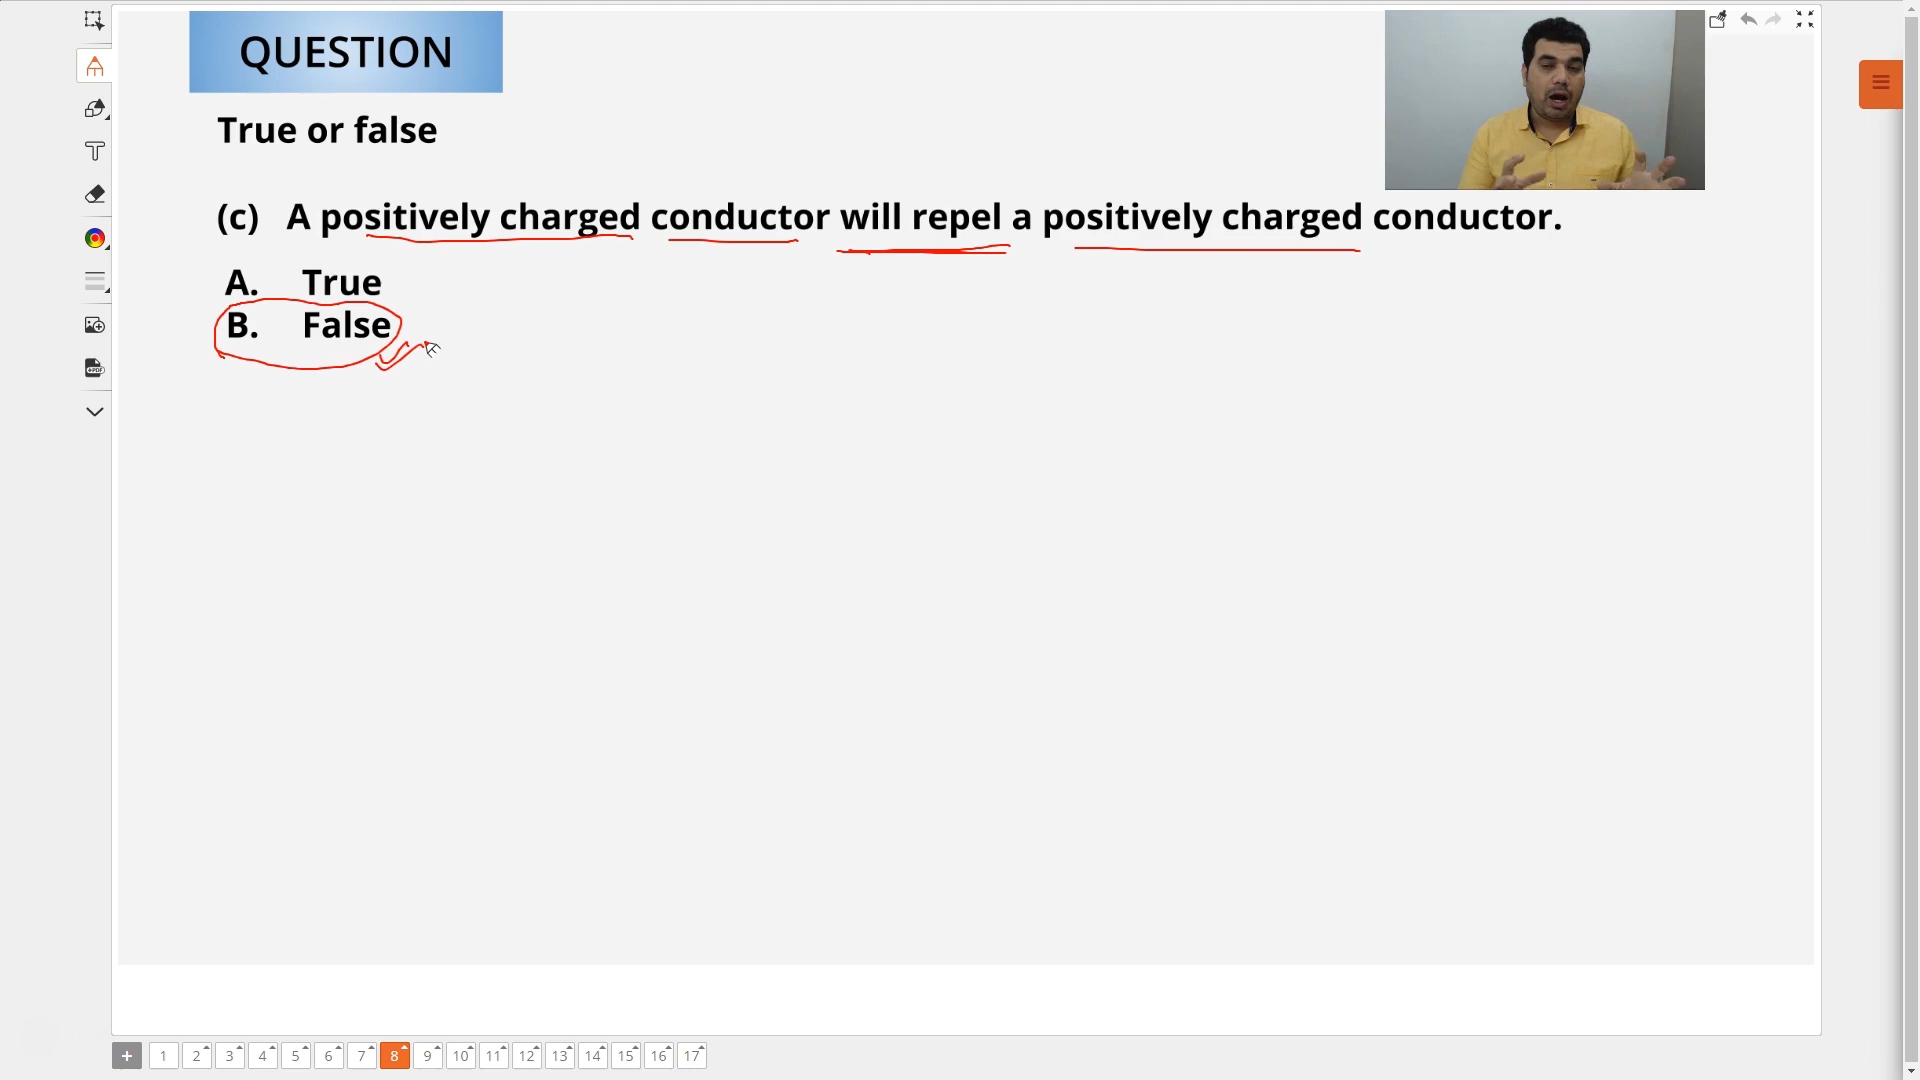 QUESTION
True or false
(c) A positively charged conductor will repel a positively charged conductor.
A. True
B. False
+ 1 2 3 4 5 6 7 8 9 10 11 12 13 14 15 16 17